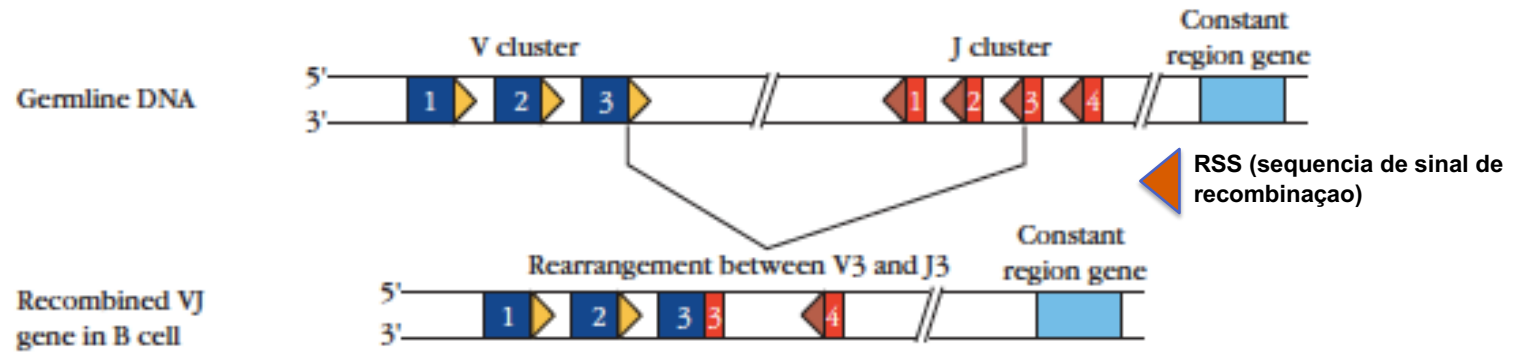 V cluster
J cluster
Constant
region gene
Germline DNA
5'
3'
1 2 3
1 2 3 4
RSS (sequencia de sinal de
recombinaçao)
Rearrangement between V3 and J3
Constant
region gene
Recombined VJ
gene in B cell
5'
3'
1 2 3 3 4